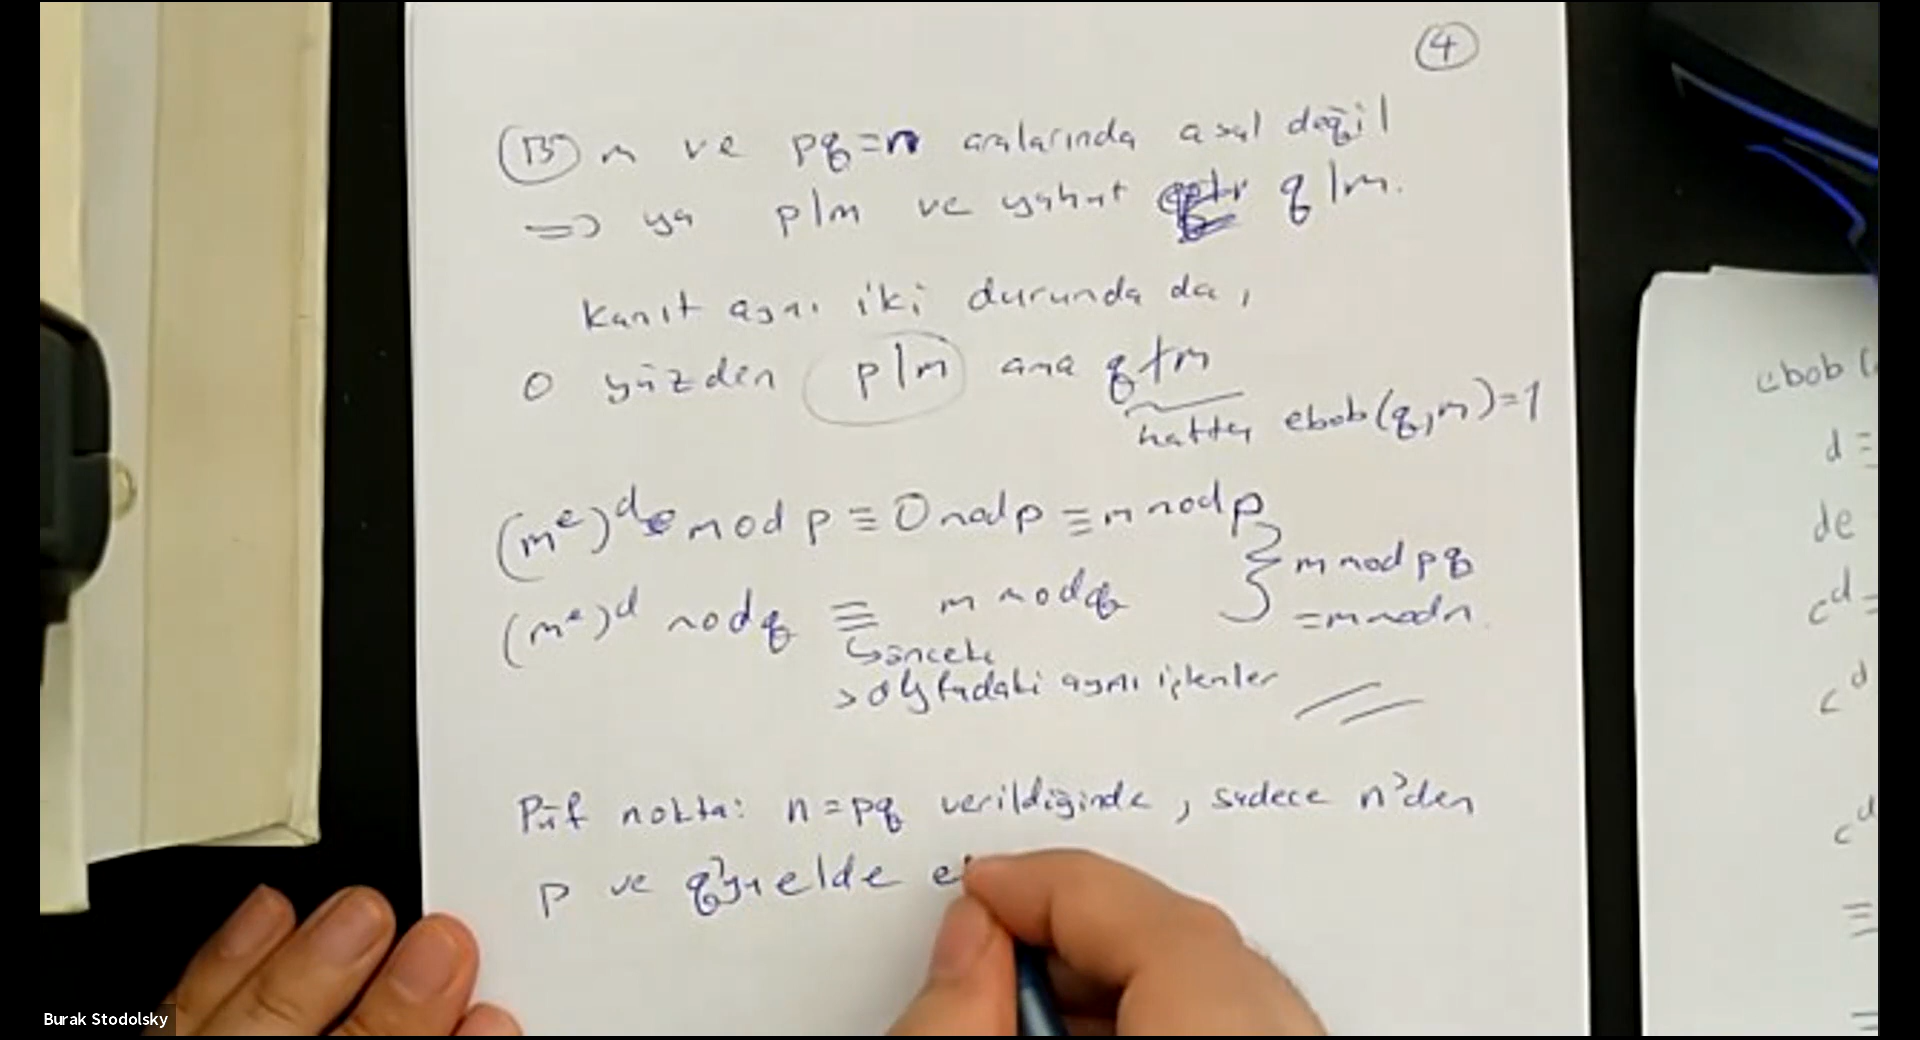 ④
Ⓑ m ve pq=n aralarında asal değil
=> ya p|m ve yahut q|m.
Kanıt aynı iki durumda da,
o yüzden p|m ama q∤m
hatta ebob(q,m)=1
(m^e)^d mod p ≡ 0 mod p ≡ m mod p
(m^e)^d mod q ≡ m mod q
} m mod pq
= m mod n.
↳ önceki
sayfadaki aynı işlemler
Püf nokta: n=pq verildiğinde, sadece n'den
p ve q'yı elde e
ebob(
d =
de
c^d =
c^d
c^d
≡
=
Burak Stodolsky